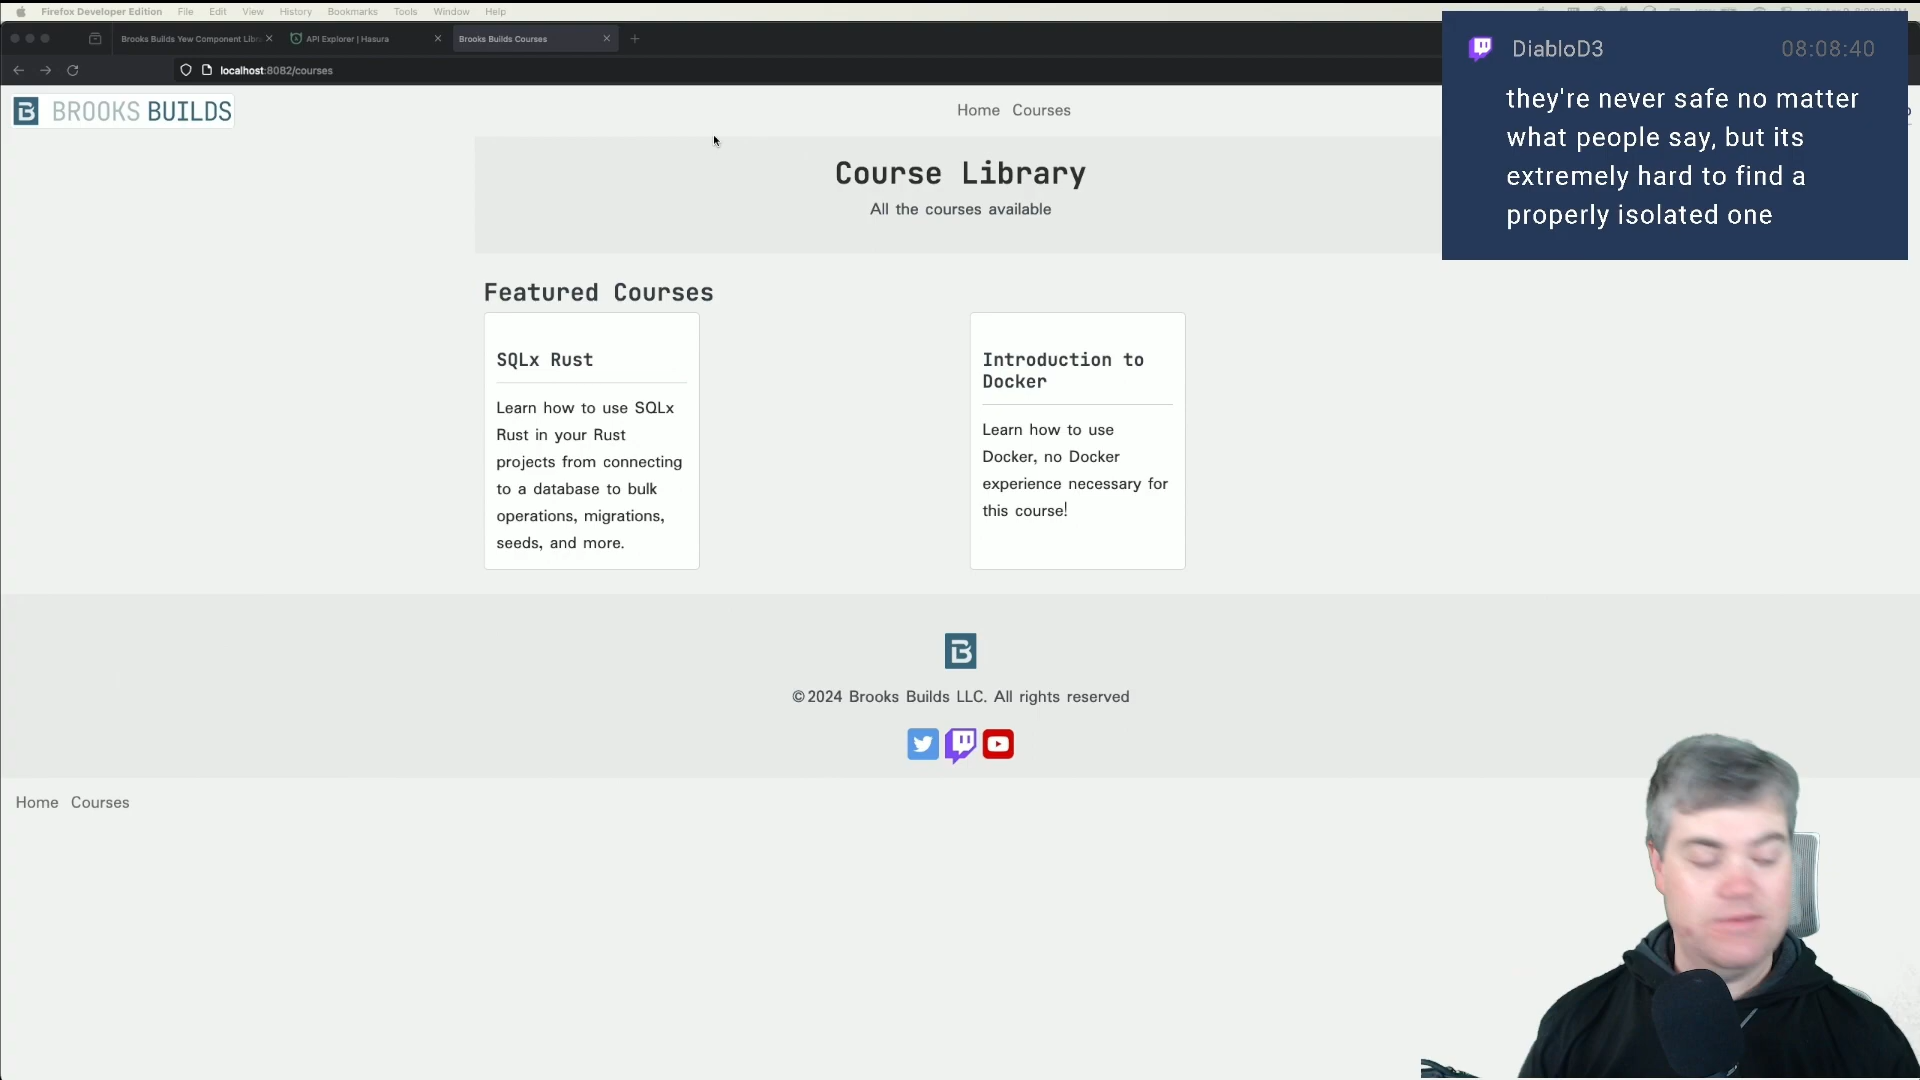 Firefox Developer Edition File Edit View History Bookmarks Tools Window Help
Brooks Builds Yew Component Libr
API Explorer | Hasura
Brooks Builds Courses
localhost:8082/courses
BROOKS BUILDS
Home Courses
DiabloD3 08:08:40
they're never safe no matter
what people say, but its
extremely hard to find a
properly isolated one
Course Library
All the courses available
Featured Courses
SQLx Rust
Learn how to use SQLx
Rust in your Rust
projects from connecting
to a database to bulk
operations, migrations,
seeds, and more.
Introduction to
Docker
Learn how to use
Docker, no Docker
experience necessary for
this course!
©2024 Brooks Builds LLC. All rights reserved
Home Courses